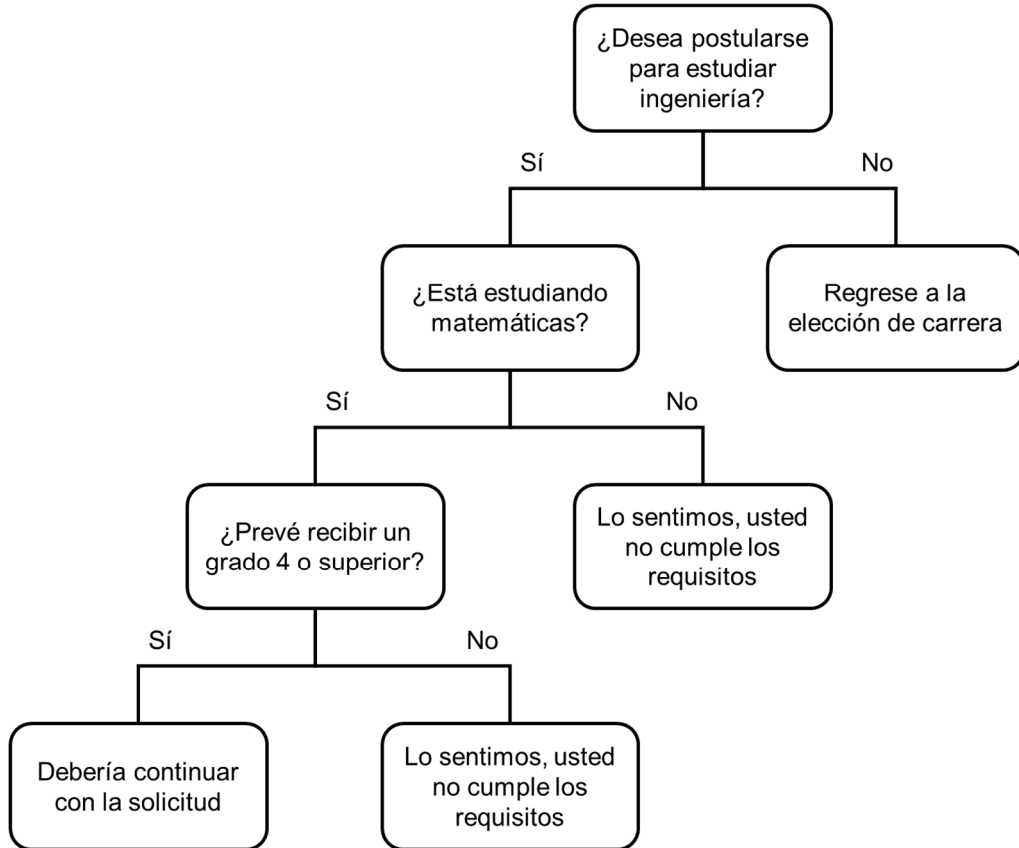 ¿Desea postularse
para estudiar
ingeniería?
Sí
No
¿Está estudiando
matemáticas?
Regrese a la
elección de carrera
Sí
No
¿Prevé recibir un
grado 4 o superior?
Lo sentimos, usted
no cumple los
requisitos
Sí
No
Debería continuar
con la solicitud
Lo sentimos, usted
no cumple los
requisitos